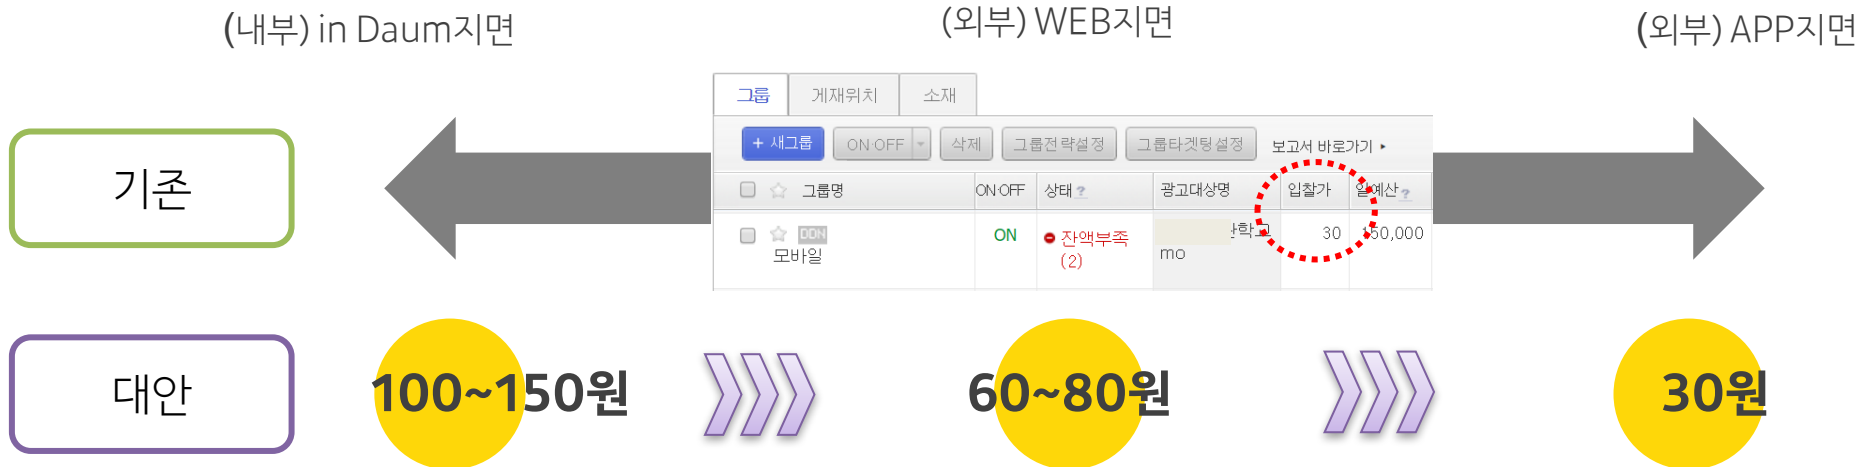 (내부) in Daum지면
(외부) WEB지면
(외부) APP지면
기존
그룹 게재위치 소재
+ 새그룹 ON·OFF 삭제 그룹전략설정 그룹타겟팅설정 보고서 바로가기
그룹명 ON·OFF 상태 ? 광고대상명 입찰가 일예산 ?
DDN ON 잔액부족 학교 30 150,000
모바일 (2) mo
대안
100~150원
60~80원
30원